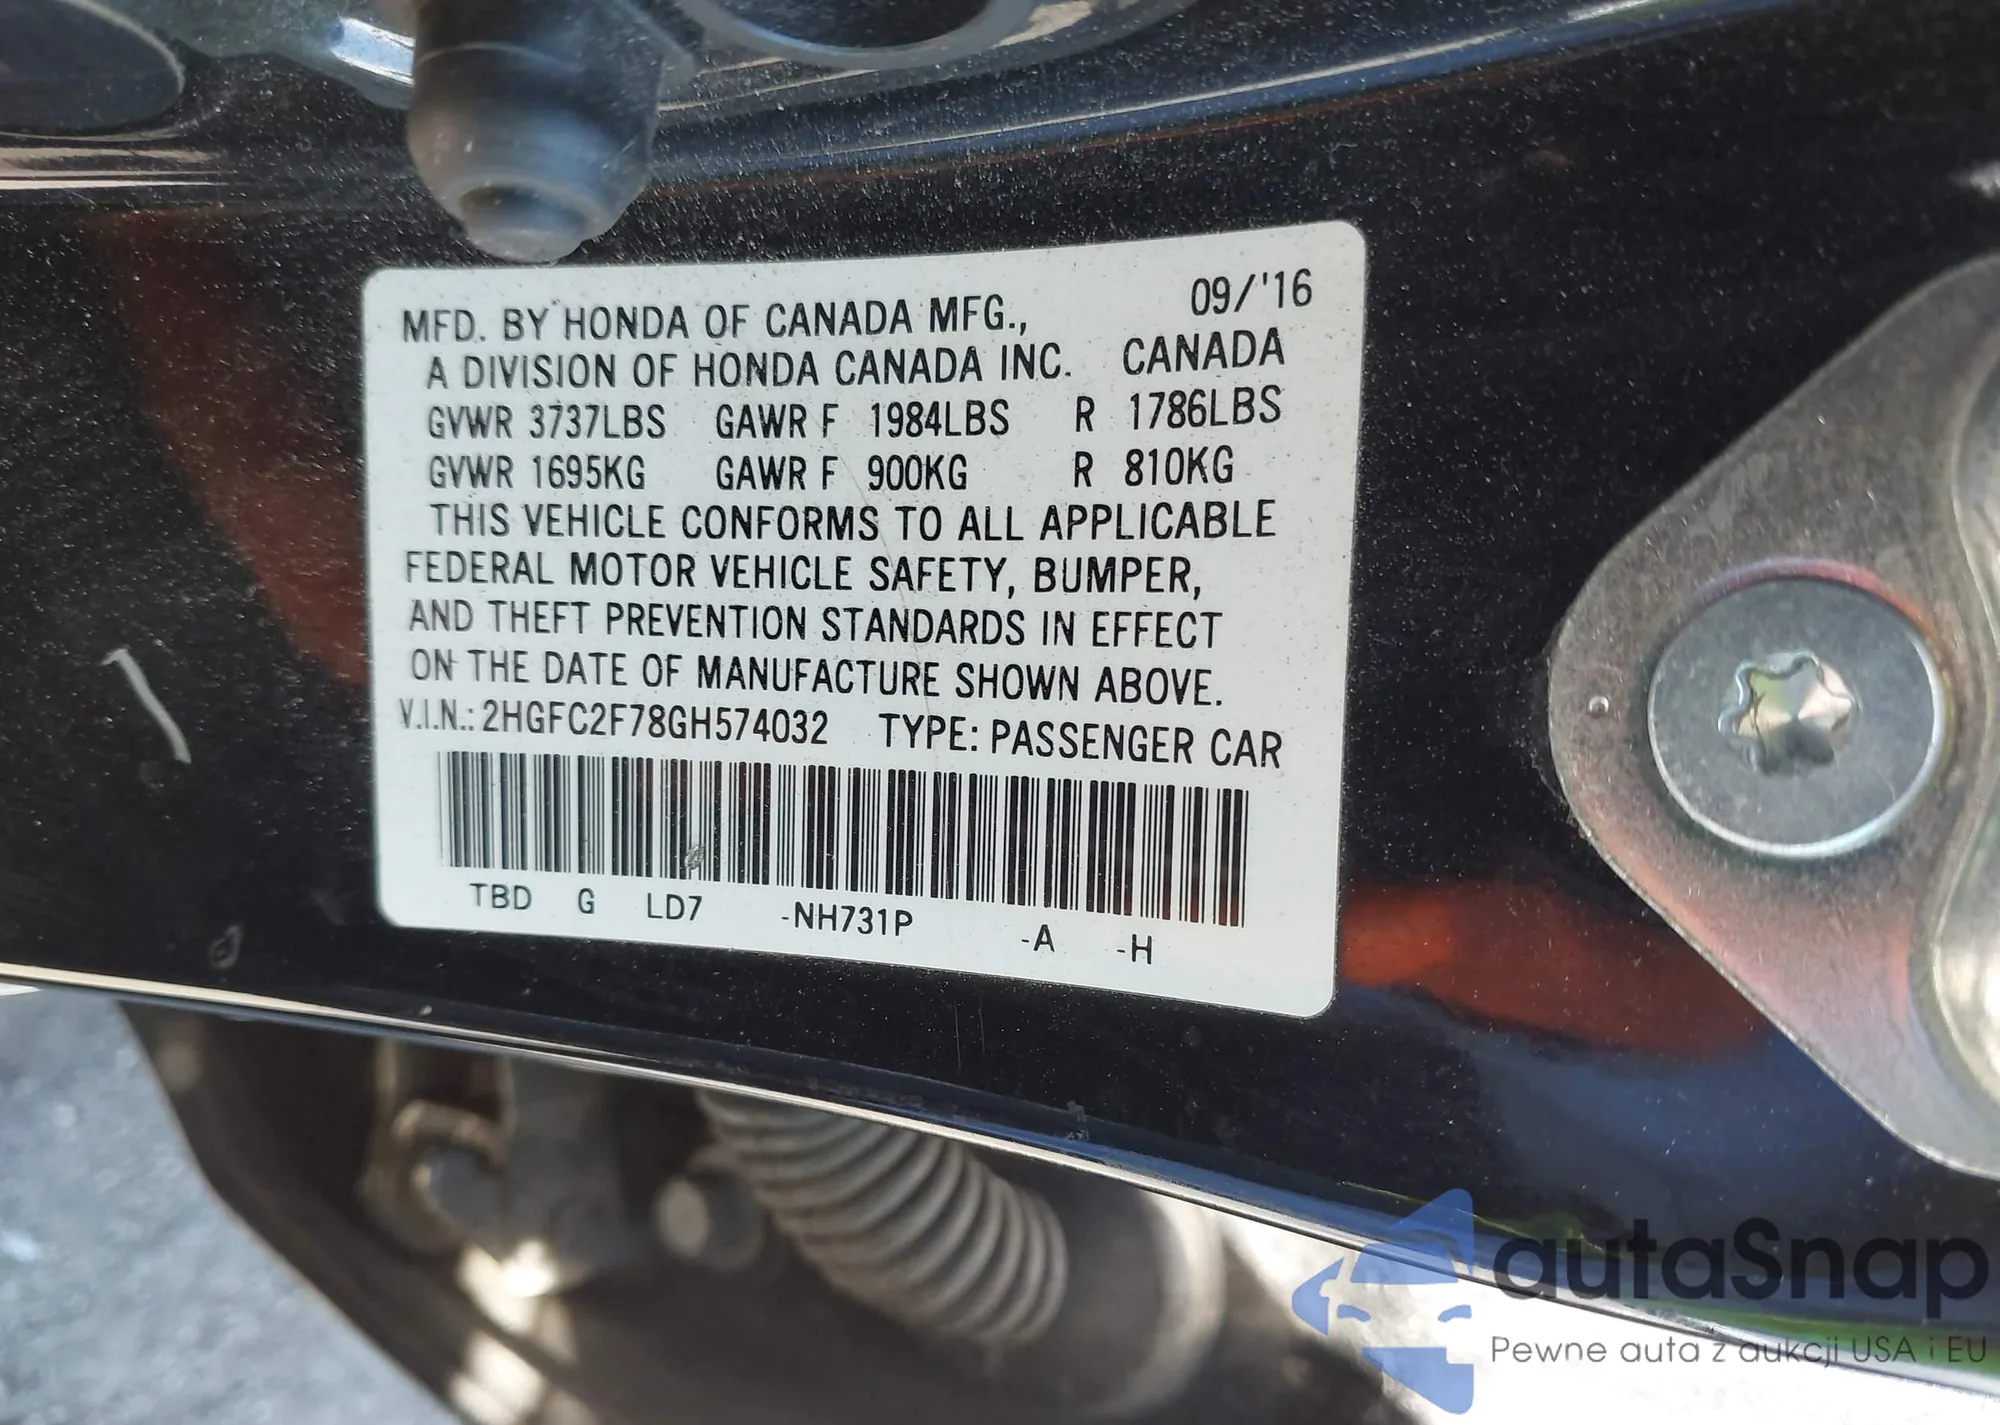 MFD. BY HONDA OF CANADA MFG., 09/'16
A DIVISION OF HONDA CANADA INC. CANADA
GVWR 3737LBS GAWR F 1984LBS R 1786LBS
GVWR 1695KG GAWR F 900KG R 810KG
THIS VEHICLE CONFORMS TO ALL APPLICABLE
FEDERAL MOTOR VEHICLE SAFETY, BUMPER,
AND THEFT PREVENTION STANDARDS IN EFFECT
ON THE DATE OF MANUFACTURE SHOWN ABOVE.
V.I.N.: 2HGFC2F78GH574032 TYPE: PASSENGER CAR
TBD G LD7 -NH731P -A -H
autaSnap
Pewne auta z aukcji USA i EU